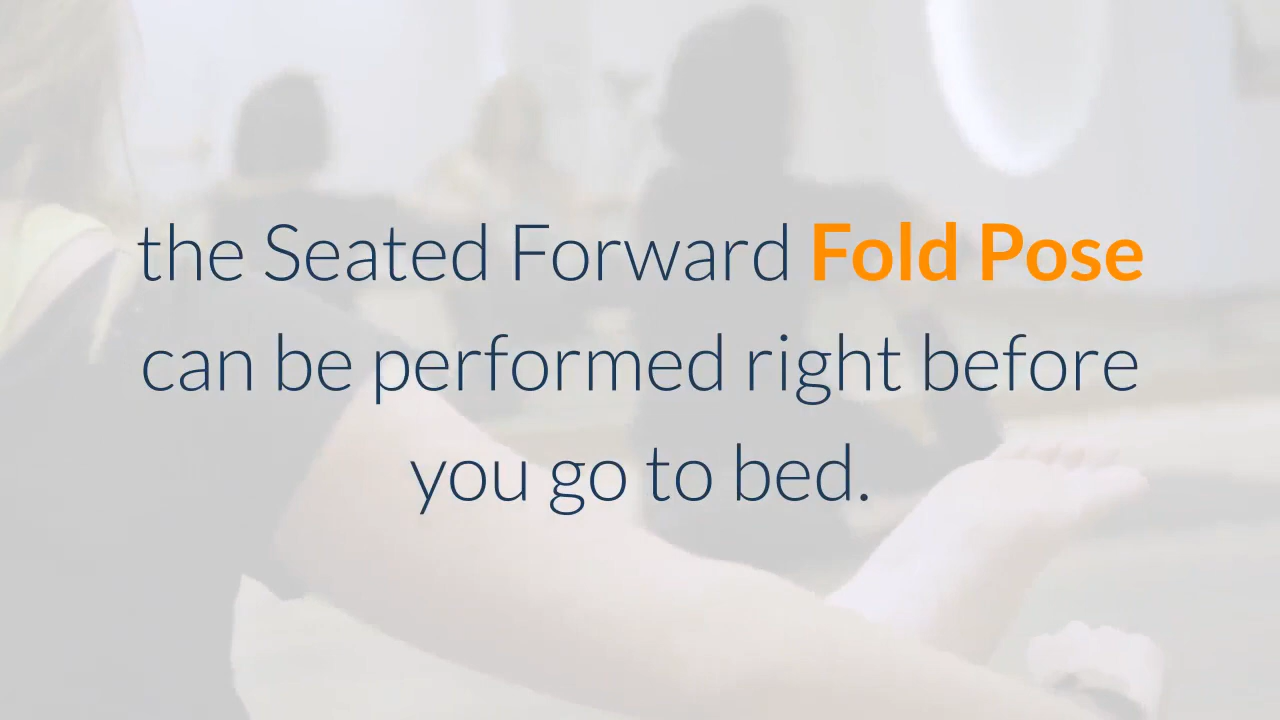 the Seated Forward Fold Pose
can be performed right before
you go to bed.